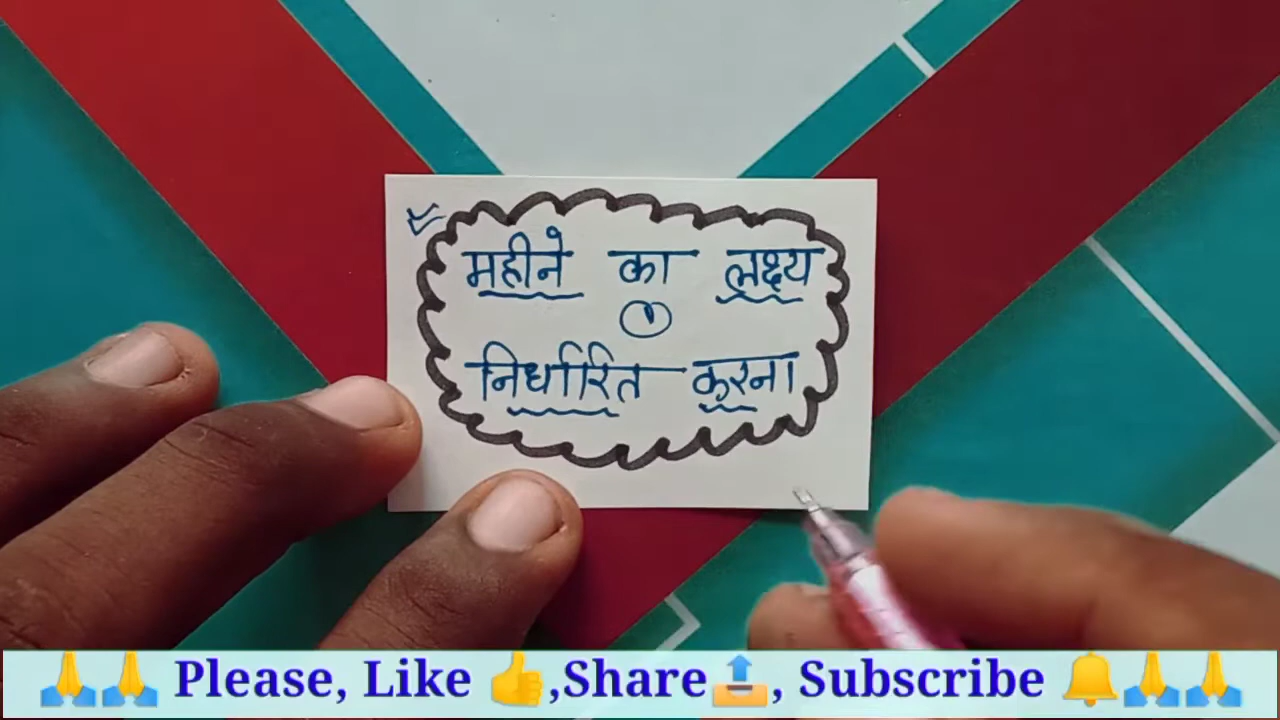 महीने का लक्ष्य
निर्धारित करना
🙏🙏 Please, Like 👍,Share📤, Subscribe 🔔🙏🙏